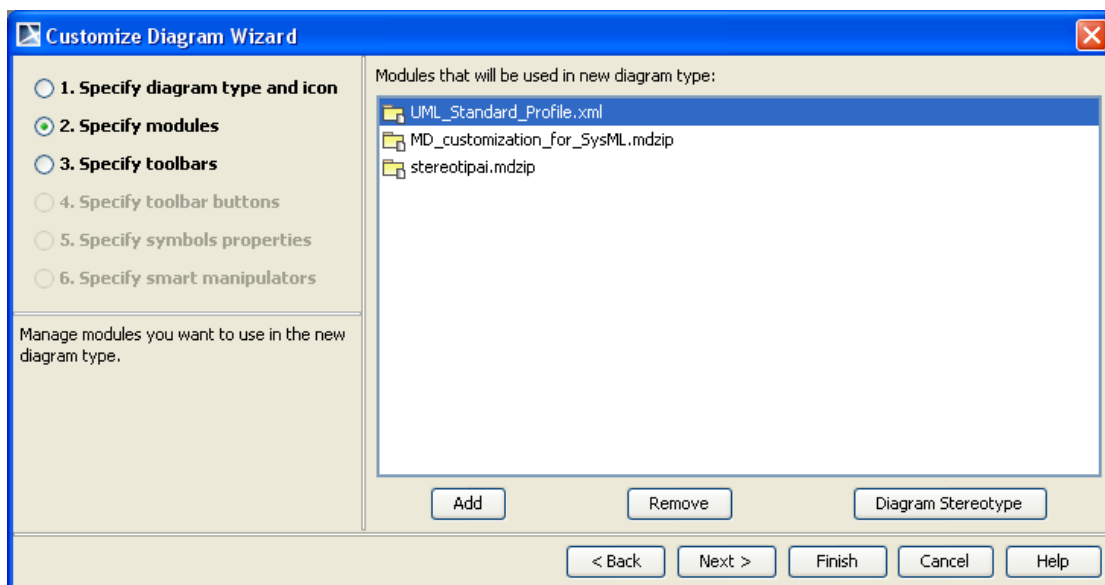 Customize Diagram Wizard
1. Specify diagram type and icon
2. Specify modules
3. Specify toolbars
4. Specify toolbar buttons
5. Specify symbols properties
6. Specify smart manipulators
Manage modules you want to use in the new
diagram type.
Modules that will be used in new diagram type:
UML_Standard_Profile.xml
MD_customization_for_SysML.mdzip
stereotipai.mdzip
Add Remove Diagram Stereotype
< Back Next > Finish Cancel Help